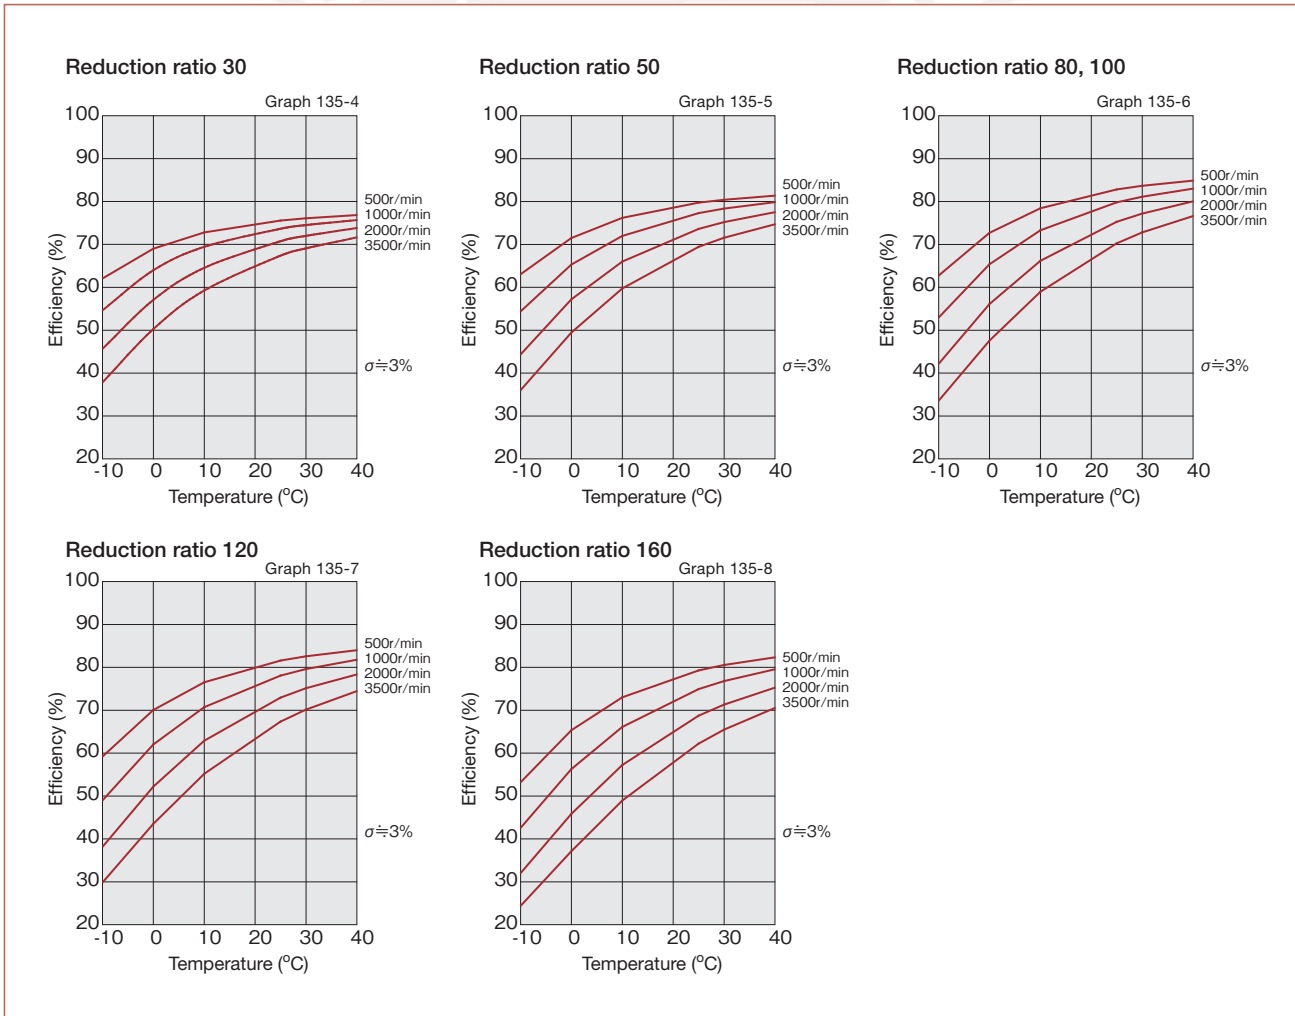 Reduction ratio 30
Graph 135-4
100
90
80
70
60
50
40
30
20
-10 0 10 20 30 40
Efficiency (%)
Temperature (°C)
500r/min
1000r/min
2000r/min
3500r/min
σ≒3%
Reduction ratio 50
Graph 135-5
100
90
80
70
60
50
40
30
20
-10 0 10 20 30 40
Efficiency (%)
Temperature (°C)
500r/min
1000r/min
2000r/min
3500r/min
σ≒3%
Reduction ratio 80, 100
Graph 135-6
100
90
80
70
60
50
40
30
20
-10 0 10 20 30 40
Efficiency (%)
Temperature (°C)
500r/min
1000r/min
2000r/min
3500r/min
σ≒3%
Reduction ratio 120
Graph 135-7
100
90
80
70
60
50
40
30
20
-10 0 10 20 30 40
Efficiency (%)
Temperature (°C)
500r/min
1000r/min
2000r/min
3500r/min
σ≒3%
Reduction ratio 160
Graph 135-8
100
90
80
70
60
50
40
30
20
-10 0 10 20 30 40
Efficiency (%)
Temperature (°C)
500r/min
1000r/min
2000r/min
3500r/min
σ≒3%